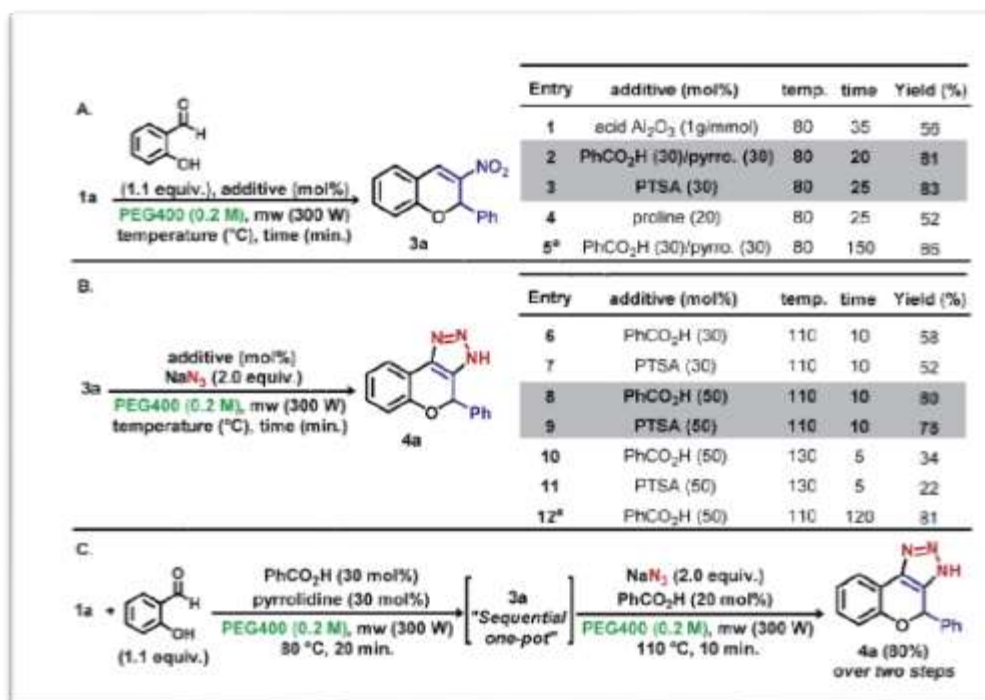 A.
O
H
OH
1a
(1.1 equiv.), additive (mol%)
PEG400 (0.2 M), mw (300 W)
temperature (°C), time (min.)
NO2
O
Ph
3a
Entry additive (mol%) temp. time Yield (%)
1 acid Al2O3 (1g/mmol) 80 35 56
2 PhCO2H (30)/pyrro. (30) 80 20 81
3 PTSA (30) 80 25 83
4 proline (20) 80 25 52
5a PhCO2H (30)/pyrro. (30) 80 150 85
B.
3a
additive (mol%)
NaN3 (2.0 equiv.)
PEG400 (0.2 M), mw (300 W)
temperature (°C), time (min.)
N=N
NH
O
Ph
4a
Entry additive (mol%) temp. time Yield (%)
6 PhCO2H (30) 110 10 58
7 PTSA (30) 110 10 52
8 PhCO2H (50) 110 10 80
9 PTSA (50) 110 10 78
10 PhCO2H (50) 130 5 34
11 PTSA (50) 130 5 22
12a PhCO2H (50) 110 120 81
C.
1a +
O
H
OH
(1.1 equiv.)
PhCO2H (30 mol%)
pyrrolidine (30 mol%)
PEG400 (0.2 M), mw (300 W)
80 °C, 20 min.
3a
"Sequential
one-pot"
NaN3 (2.0 equiv.)
PhCO2H (20 mol%)
PEG400 (0.2 M), mw (300 W)
110 °C, 10 min.
N=N
NH
O
Ph
4a (80%)
over two steps